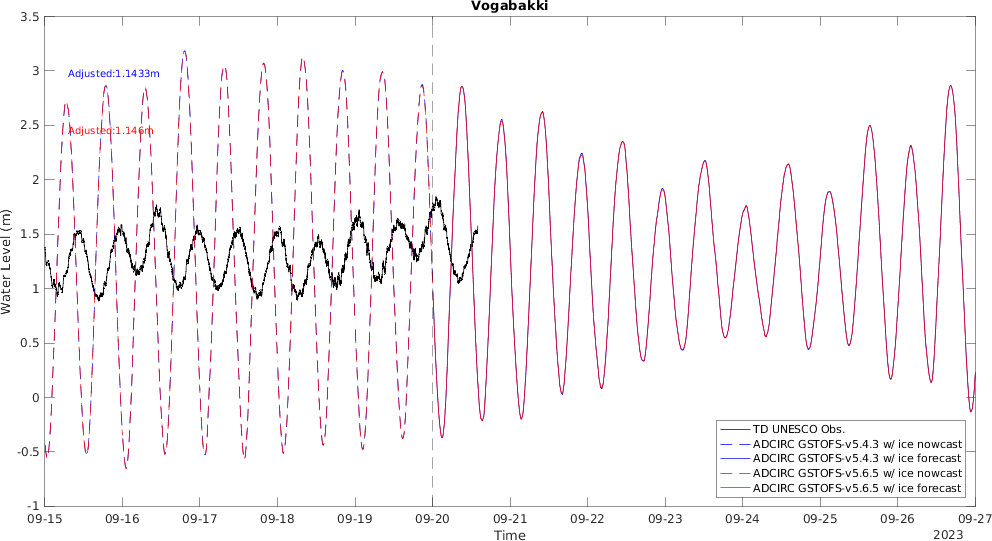 Vogabakki
3.5
3
2.5
2
1.5
1
0.5
0
-0.5
-1
Water Level (m)
Adjusted:1.1433m
Adjusted:1.146m
TD UNESCO Obs.
ADCIRC GSTOFS-v5.4.3 w/ ice nowcast
ADCIRC GSTOFS-v5.4.3 w/ ice forecast
ADCIRC GSTOFS-v5.6.5 w/ ice nowcast
ADCIRC GSTOFS-v5.6.5 w/ ice forecast
09-15 09-16 09-17 09-18 09-19 09-20 09-21 09-22 09-23 09-24 09-25 09-26 09-27
Time
2023